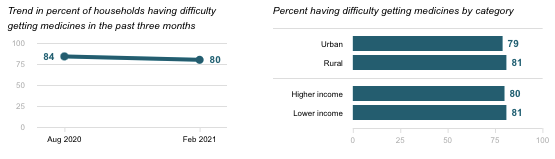 Trend in percent of households having difficulty
getting medicines in the past three months
100
75
50
25
0
84
80
Aug 2020
Feb 2021
Percent having difficulty getting medicines by category
Urban
79
Rural
81
Higher income
80
Lower income
81
0
25
50
75
100